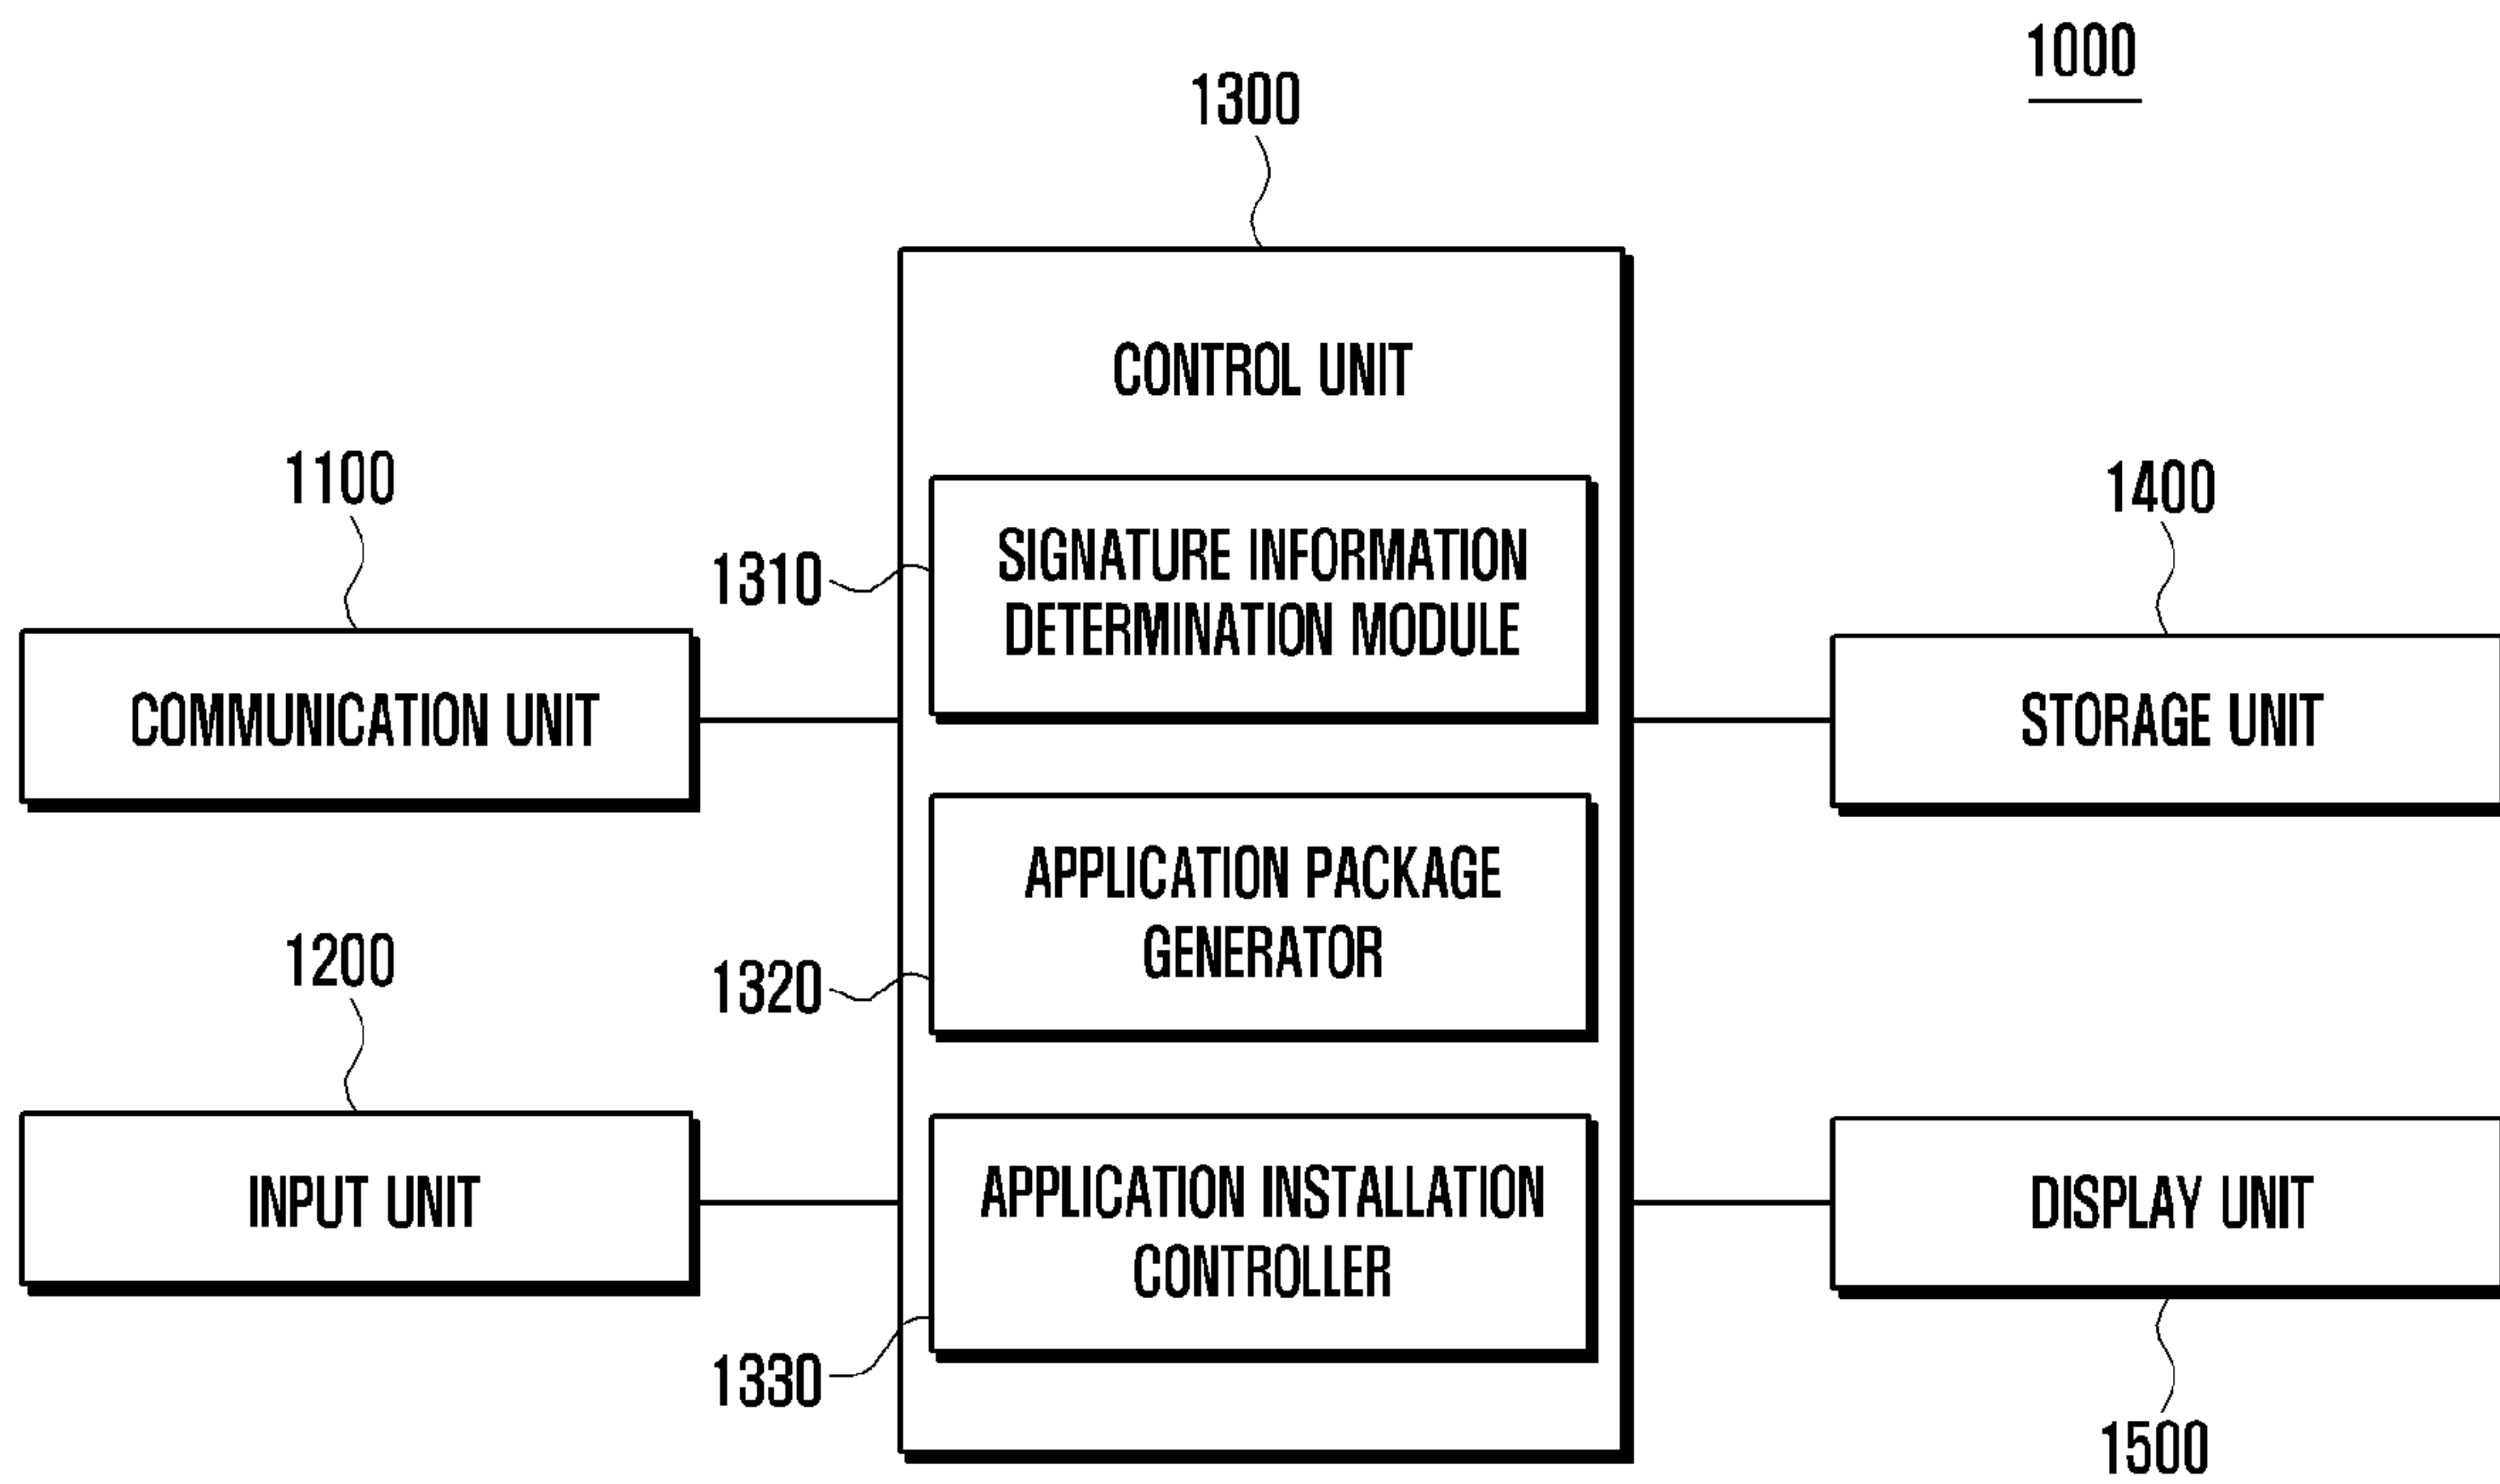 1000
1300
CONTROL UNIT
1100
1400
1310
SIGNATURE INFORMATION
DETERMINATION MODULE
COMMUNICATION UNIT
STORAGE UNIT
APPLICATION PACKAGE
GENERATOR
1200
1320
INPUT UNIT
APPLICATION INSTALLATION
CONTROLLER
DISPLAY UNIT
1330
1500